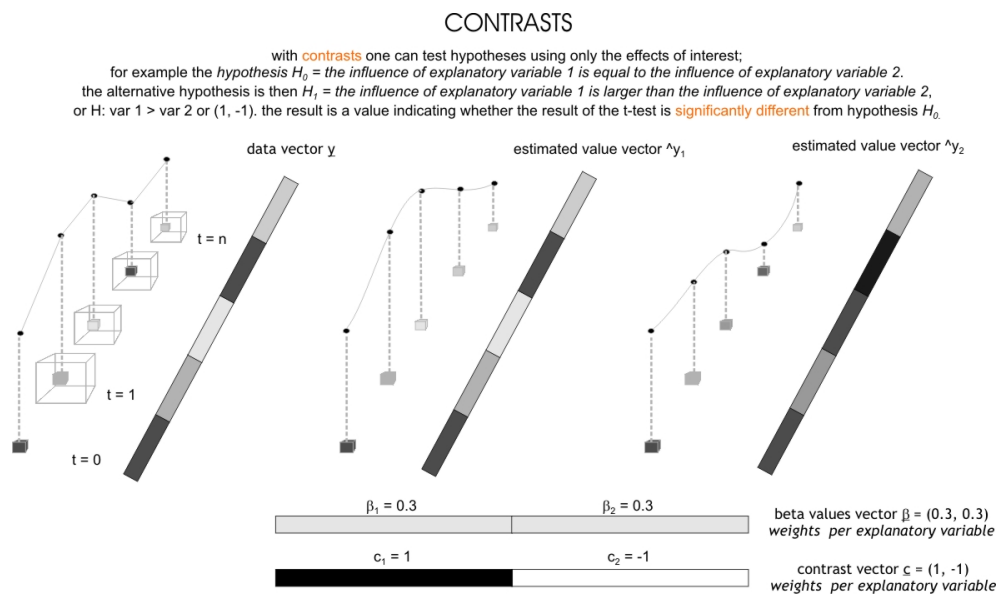 CONTRASTS
with contrasts one can test hypotheses using only the effects of interest;
for example the hypothesis H₀ = the influence of explanatory variable 1 is equal to the influence of explanatory variable 2.
the alternative hypothesis is then H₁ = the influence of explanatory variable 1 is larger than the influence of explanatory variable 2,
or H: var 1 > var 2 or (1, -1). the result is a value indicating whether the result of the t-test is significantly different from hypothesis H₀.
data vector y
estimated value vector ^y₁
estimated value vector ^y₂
t = n
t = 1
t = 0
β₁ = 0.3
β₂ = 0.3
beta values vector β = (0.3, 0.3)
weights per explanatory variable
c₁ = 1
c₂ = -1
contrast vector c = (1, -1)
weights per explanatory variable